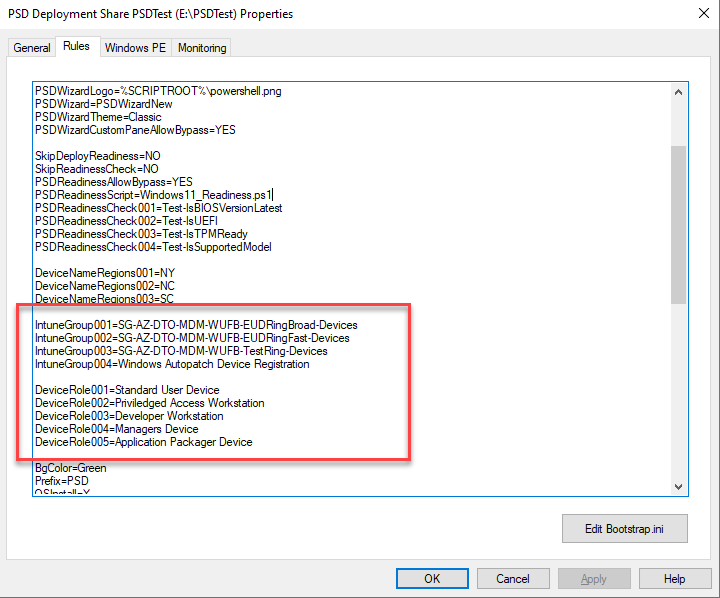 PSD Deployment Share PSDTest (E:\PSDTest) Properties
General Rules Windows PE Monitoring
PSDWizardLogo=%SCRIPTROOT%\powershell.png
PSDWizard=PSDWizardNew
PSDWizardTheme=Classic
PSDWizardCustomPaneAllowBypass=YES
SkipDeployReadiness=NO
SkipReadinessCheck=NO
PSDReadinessAllowBypass=YES
PSDReadinessScript=Windows11_Readiness.ps1
PSDReadinessCheck001=Test-IsBIOSVersionLatest
PSDReadinessCheck002=Test-IsUEFI
PSDReadinessCheck003=Test-IsTPMReady
PSDReadinessCheck004=Test-IsSupportedModel
DeviceNameRegions001=NY
DeviceNameRegions002=NC
DeviceNameRegions003=SC
IntuneGroup001=SG-AZ-DTO-MDM-WUFB-EUDRingBroad-Devices
IntuneGroup002=SG-AZ-DTO-MDM-WUFB-EUDRingFast-Devices
IntuneGroup003=SG-AZ-DTO-MDM-WUFB-TestRing-Devices
IntuneGroup004=Windows Autopatch Device Registration
DeviceRole001=Standard User Device
DeviceRole002=Priviledged Access Workstation
DeviceRole003=Developer Workstation
DeviceRole004=Managers Device
DeviceRole005=Application Packager Device
BgColor=Green
Prefix=PSD
OSInstall=Y
Edit Bootstrap.ini
OK Cancel Apply Help